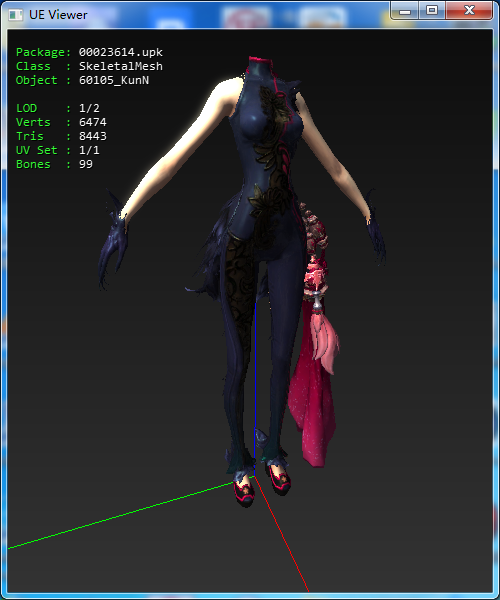 UE Viewer
Package: 00023614.upk
Class : SkeletalMesh
Object : 60105_KunN
LOD : 1/2
Verts : 6474
Tris : 8443
UV Set : 1/1
Bones : 99